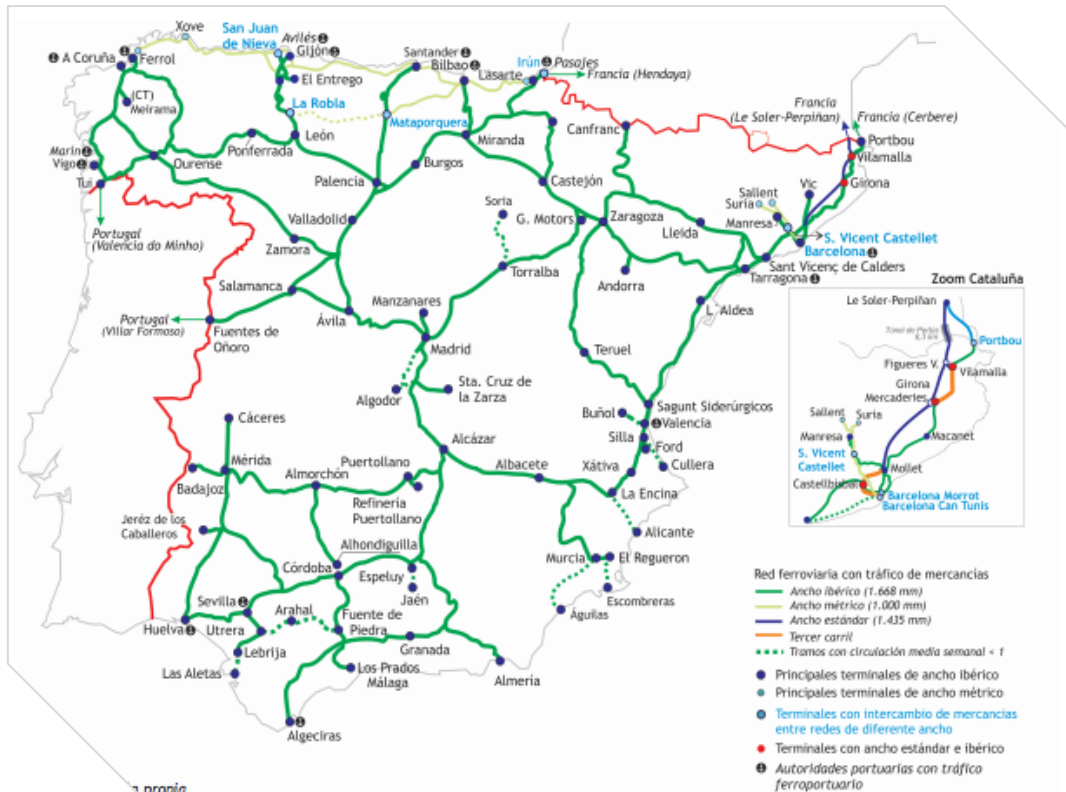 Xove
San Juan
de Nieva
Avilés
Gijón
A Coruña
Ferrol
El Entrego
Santander
Bilbao
Lasarte
Irún
Pasajes
Francia (Hendaya)
(CT)
Meirama
La Robla
Mataporquera
Canfranc
Francia
(Le Soler-Perpiñan)
Francia (Cerbere)
Portbou
Vilamalla
Marín
Vigo
Tui
Ourense
Ponferrada
León
Miranda
Burgos
Palencia
Castejón
Girona
Vic
Sallent
Suria
Manresa
S. Vicent Castellet
Barcelona
Soria
G. Motors
Zaragoza
Lleida
Valladolid
Portugal
(Valencia do Minho)
Zamora
Torralba
Andorra
Sant Vicenç de Calders
Tarragona
Salamanca
Manzanares
L´Aldea
Portugal
(Villar Formoso)
Fuentes de
Oñoro
Ávila
Madrid
Teruel
Algodor
Sta. Cruz de
la Zarza
Cáceres
Buñol
Sagunt Siderúrgicos
Valencia
Silla
Ford
Cullera
Alcázar
Mérida
Badajoz
Almorchón
Puertollano
Albacete
Xátiva
La Encina
Refinería
Puertollano
Jeréz de los
Caballeros
Alhondiguilla
Alicante
Córdoba
Espeluy
Murcia
El Regueron
Jaén
Escombreras
Águilas
Sevilla
Arahal
Huelva
Utrera
Fuente de
Piedra
Lebrija
Granada
Las Aletas
Los Prados
Málaga
Almería
Algeciras
Zoom Cataluña
Le Soler-Perpiñan
Portbou
Figueres V.
Vilamalla
Girona
Mercaderies
Sallent
Suria
Manresa
Macanet
S. Vicent
Castellet
Mollet
Castellbisbal
Barcelona Morrot
Barcelona Can Tunis
Red ferroviaria con tráfico de mercancías
Ancho ibérico (1.668 mm)
Ancho métrico (1.000 mm)
Ancho estándar (1.435 mm)
Tercer carril
Tramos con circulación media semanal < 1
Principales terminales de ancho ibérico
Principales terminales de ancho métrico
Terminales con intercambio de mercancías
entre redes de diferente ancho
Terminales con ancho estándar e ibérico
Autoridades portuarias con tráfico
ferroportuario
propia